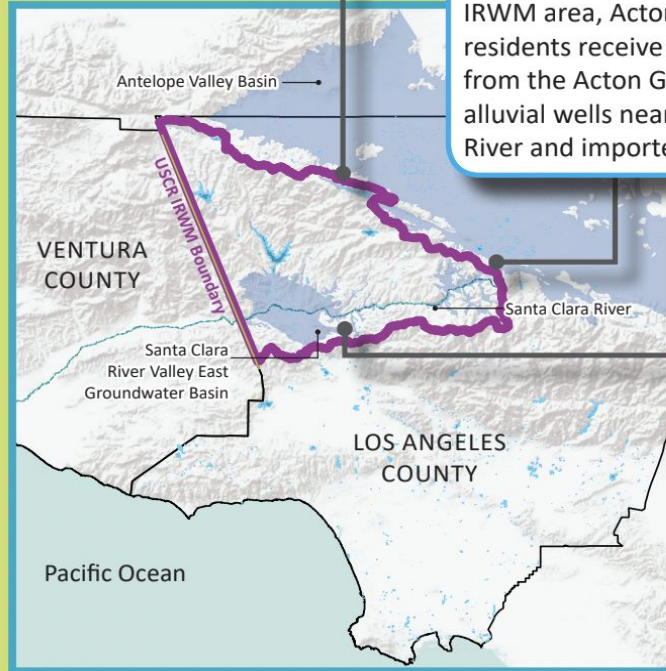 IRWM area, Acton
residents receive
from the Acton G
alluvial wells near
River and importe
Antelope Valley Basin
USCR IRWM Boundary
VENTURA
COUNTY
Santa Clara River
Santa Clara
River Valley East
Groundwater Basin
LOS ANGELES
COUNTY
Pacific Ocean